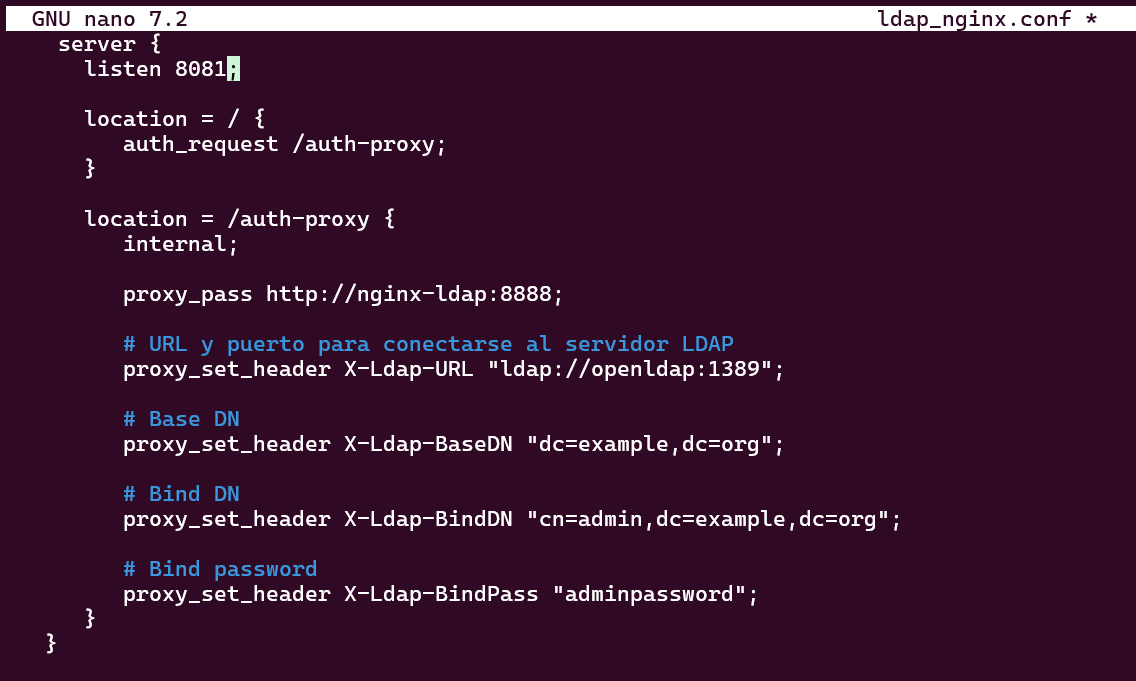 GNU nano 7.2 ldap_nginx.conf *
server {
listen 8081;
location = / {
auth_request /auth-proxy;
}
location = /auth-proxy {
internal;
proxy_pass http://nginx-ldap:8888;
# URL y puerto para conectarse al servidor LDAP
proxy_set_header X-Ldap-URL "ldap://openldap:1389";
# Base DN
proxy_set_header X-Ldap-BaseDN "dc=example,dc=org";
# Bind DN
proxy_set_header X-Ldap-BindDN "cn=admin,dc=example,dc=org";
# Bind password
proxy_set_header X-Ldap-BindPass "adminpassword";
}
}